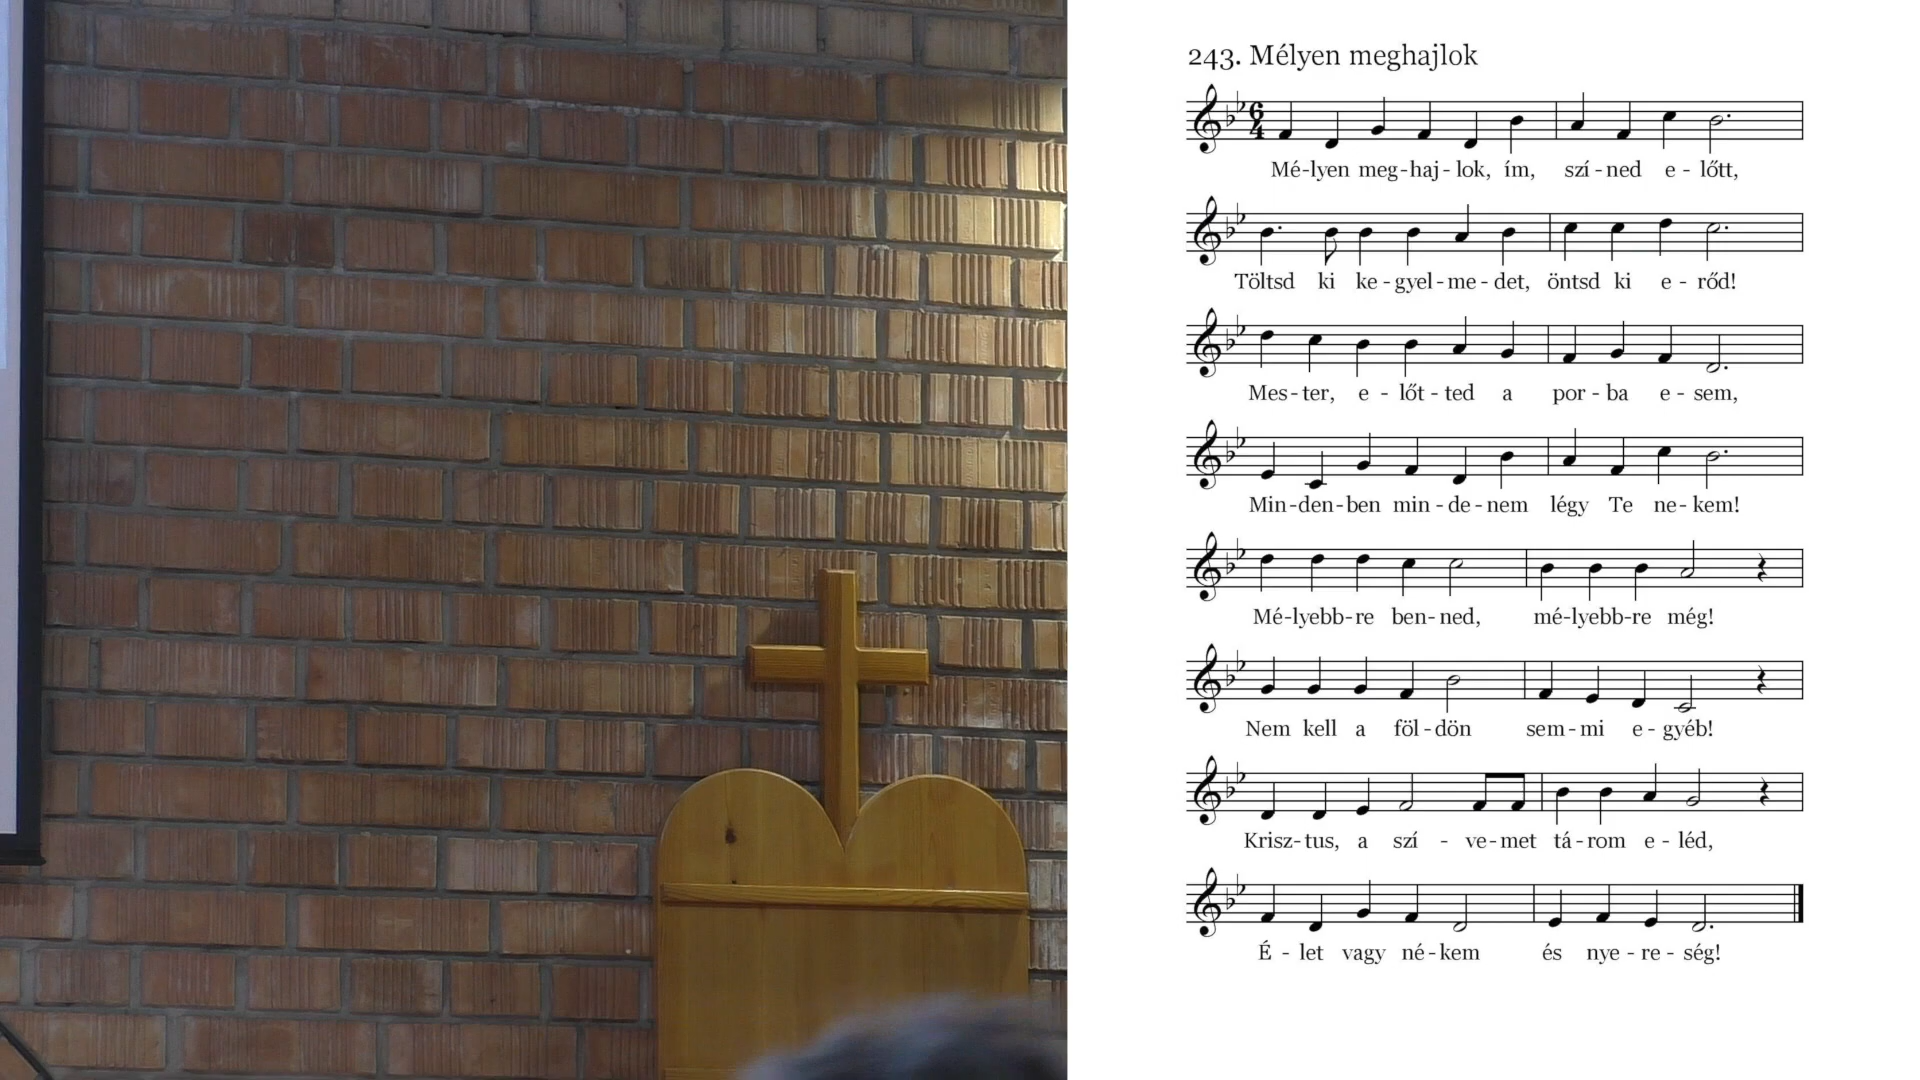 243. Mélyen meghajlok
6
4
Mé-lyen meg-haj-lok, ím, szí-ned e-lőtt,
Töltsd ki ke-gyel-me-det, öntsd ki e-rőd!
Mes-ter, e-lőt-ted a por-ba e-sem,
Min-den-ben min-de-nem légy Te ne-kem!
Mé-lyebb-re ben-ned, mé-lyebb-re még!
Nem kell a föl-dön sem-mi e-gyéb!
Krisz-tus, a szí-ve-met tá-rom e-léd,
É-let vagy né-kem és nye-re-ség!